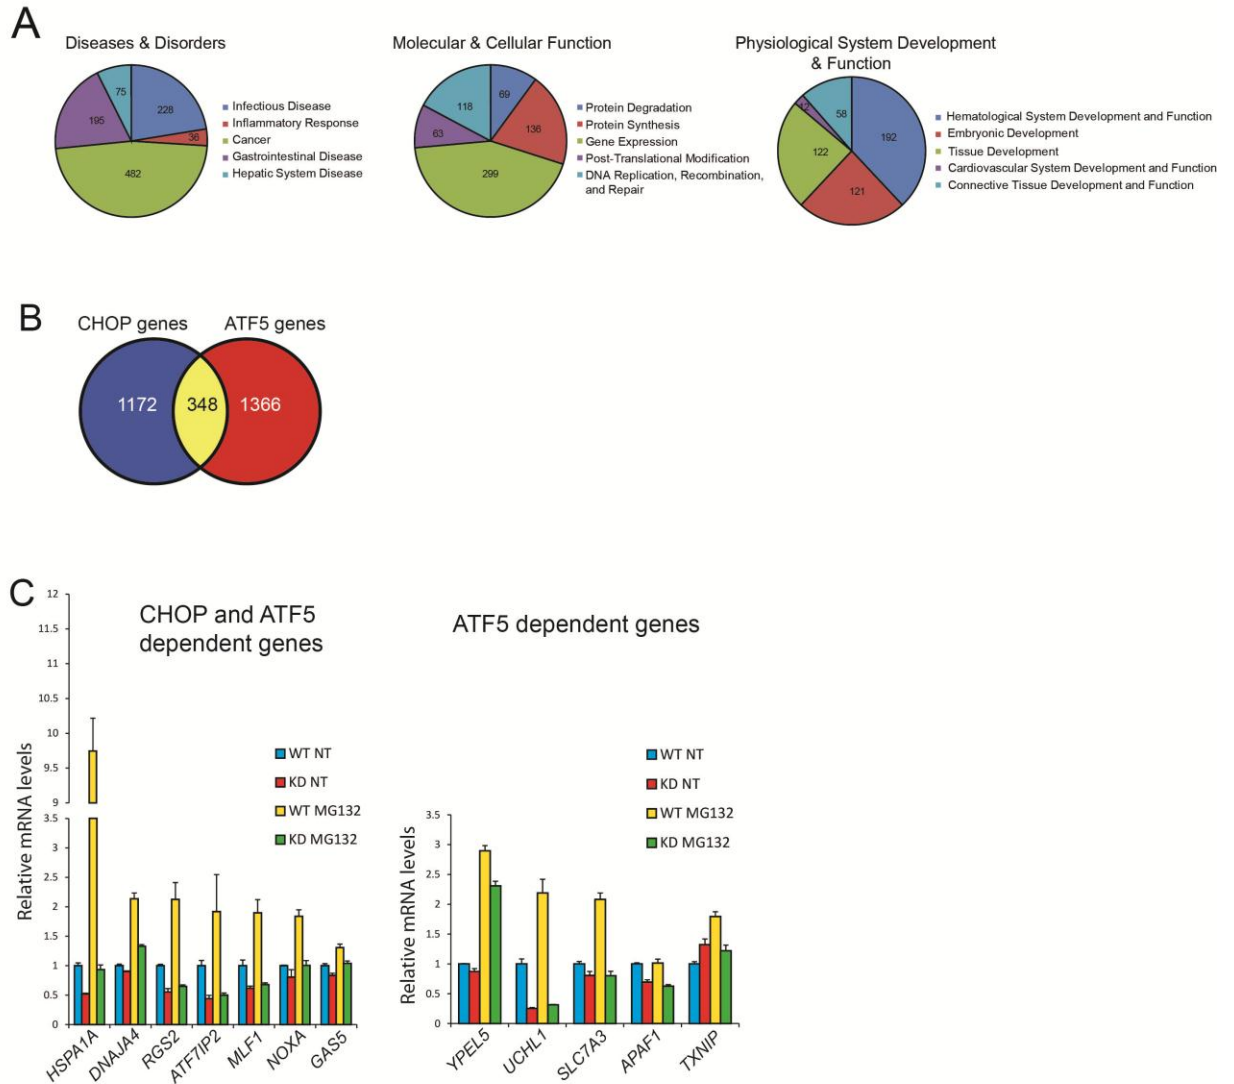 A
Diseases & Disorders
75
228
195
36
482
Infectious Disease
Inflammatory Response
Cancer
Gastrointestinal Disease
Hepatic System Disease
Molecular & Cellular Function
118
69
136
63
299
Protein Degradation
Protein Synthesis
Gene Expression
Post-Translational Modification
DNA Replication, Recombination,
and Repair
Physiological System Development
& Function
12
58
192
122
121
Hematological System Development and Function
Embryonic Development
Tissue Development
Cardiovascular System Development and Function
Connective Tissue Development and Function
B
CHOP genes
ATF5 genes
1172
348
1366
C
CHOP and ATF5
dependent genes
Relative mRNA levels
12
11.5
11
10.5
10
9.5
9
3.5
3
2.5
2
1.5
1
0.5
0
WT NT
KD NT
WT MG132
KD MG132
HSPA1A
DNAJA4
RGS2
ATF7IP2
MLF1
NOXA
GAS5
ATF5 dependent genes
Relative mRNA levels
3.5
3
2.5
2
1.5
1
0.5
0
WT NT
KD NT
WT MG132
KD MG132
YPEL5
UCHL1
SLC7A3
APAF1
TXNIP